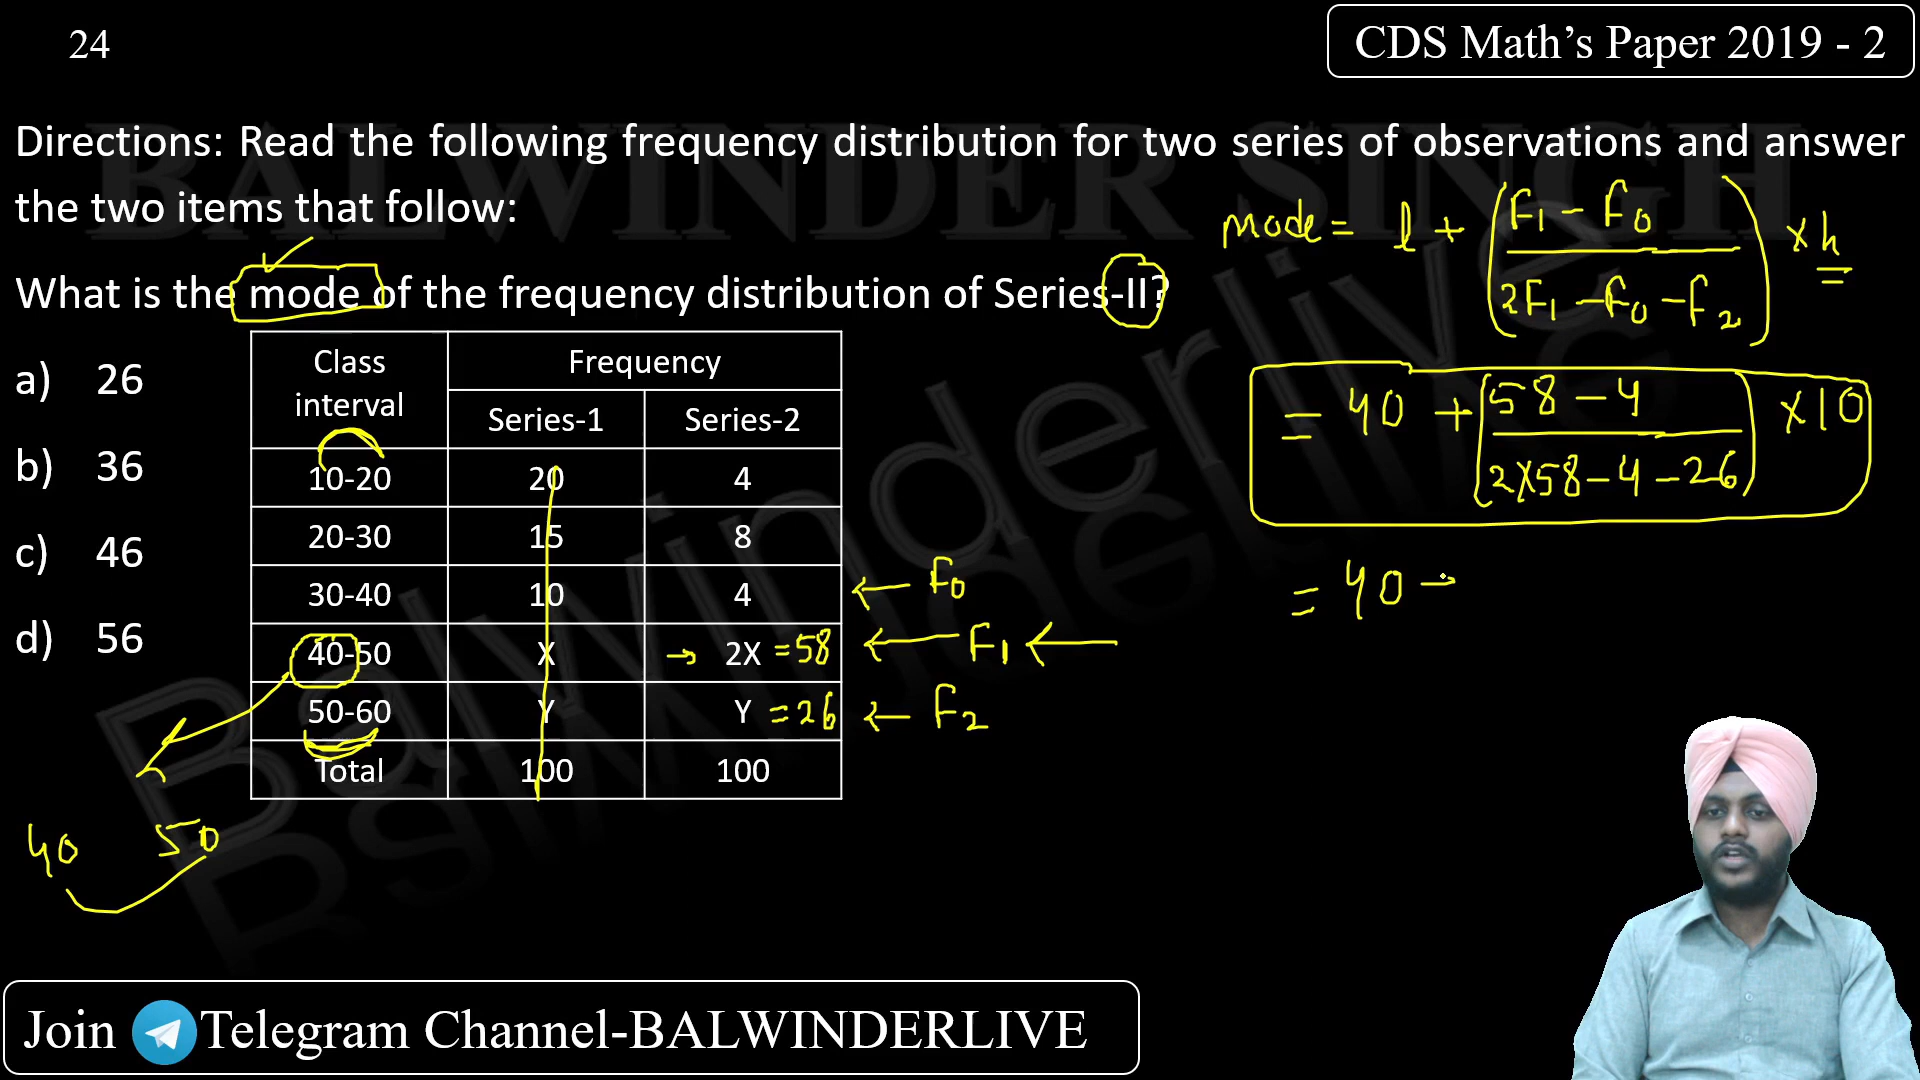 24
CDS Math’s Paper 2019 - 2
Directions: Read the following frequency distribution for two series of observations and answer
the two items that follow:
What is the mode of the frequency distribution of Series-II?
a) 26
b) 36
c) 46
d) 56
Class interval Frequency
Series-1 Series-2
10-20 20 4
20-30 15 8
30-40 10 4 ← F0
40-50 X → 2X = 58 ← F1 ←
50-60 Y Y = 26 ← F2
Total 100 100
40 50
mode = l + (F1 - F0 / 2F1 - F0 - F2) × h
= 40 + (58 - 4 / 2×58 - 4 - 26) ×10
= 40 +
BALWINDER SINGH
Balwinderlive
Join Telegram Channel-BALWINDERLIVE